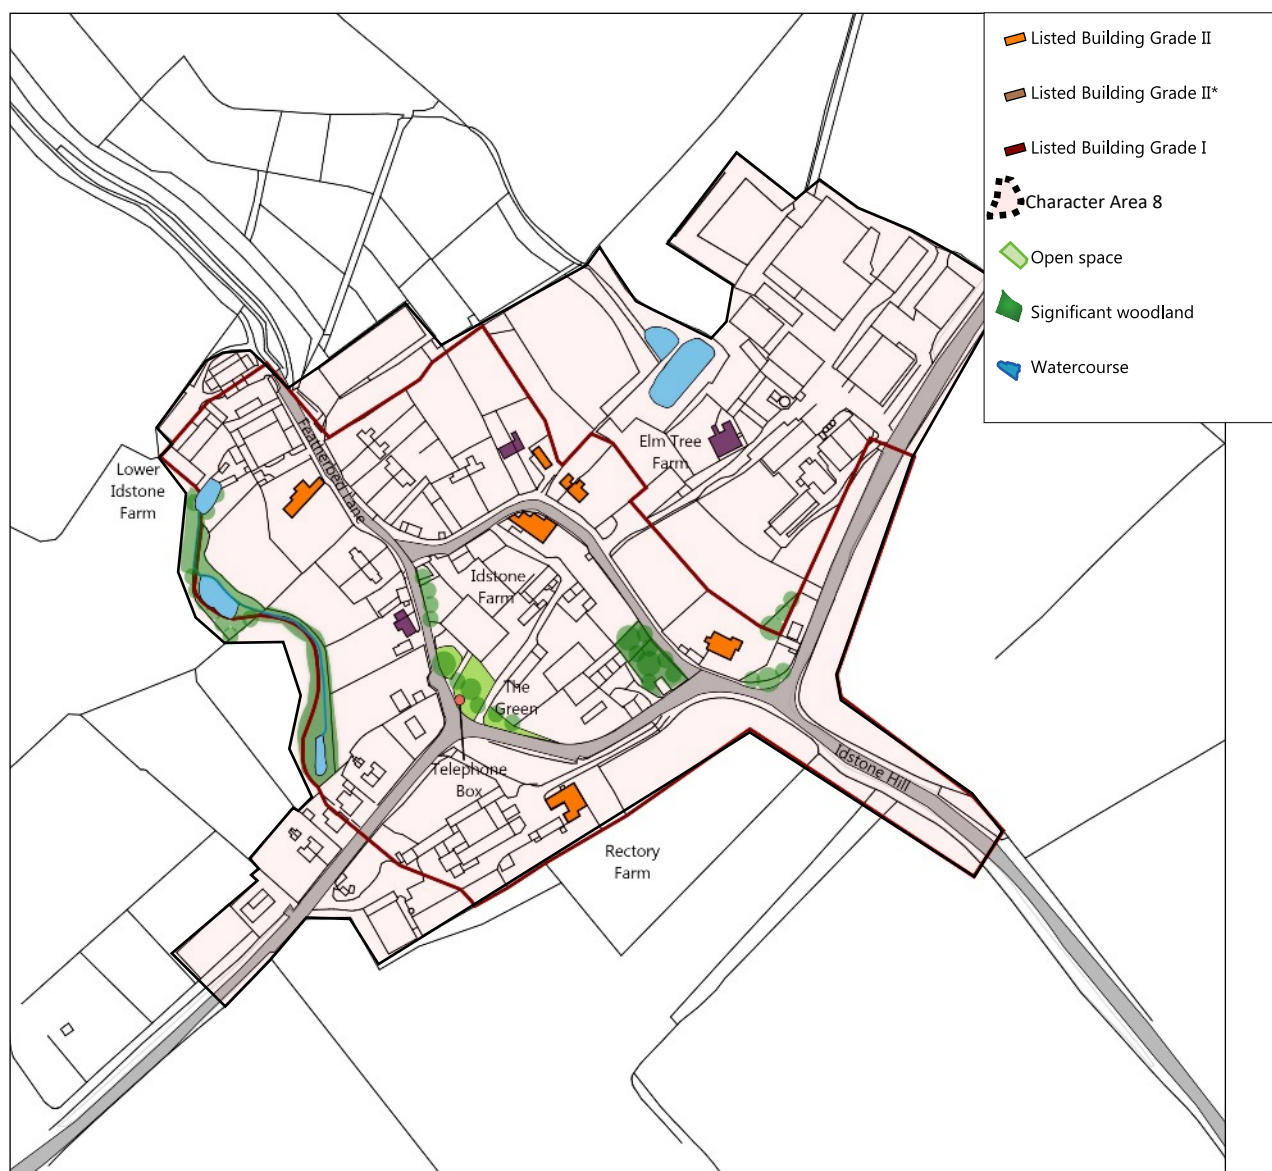 Listed Building Grade II
Listed Building Grade II*
Listed Building Grade I
Character Area 8
Open space
Significant woodland
Watercourse
Featherbed Lane
Elm Tree
Farm
Lower
Idstone
Farm
Idstone
Farm
The
Green
Telephone
Box
Idstone Hill
Rectory
Farm